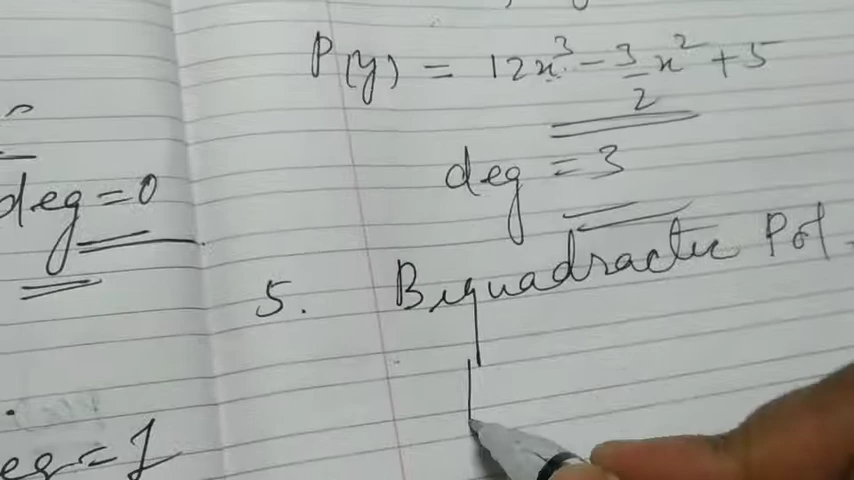 P(y) = 12x³ - 3/2 x² + 5
deg = 3
deg = 0
5. Biquadractic Pol.
deg = 1